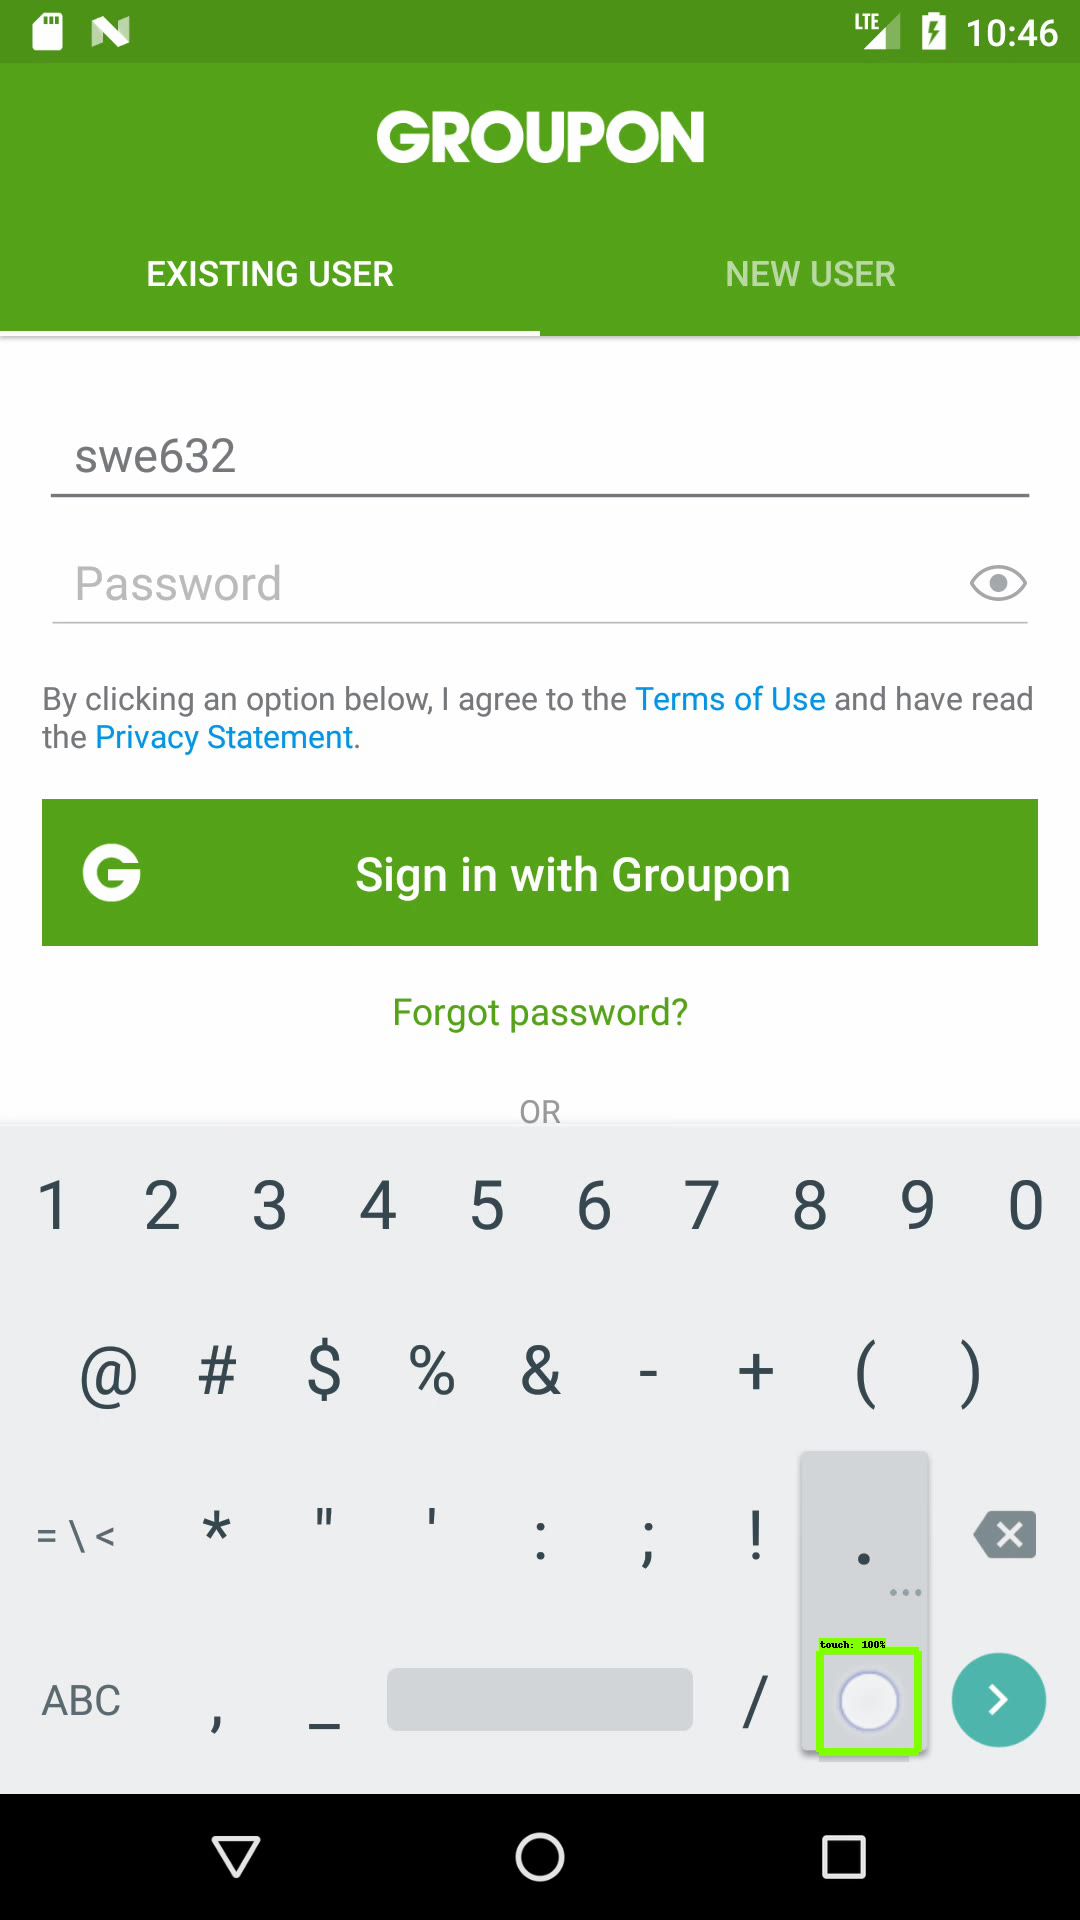 LTE 10:46
GROUPON
EXISTING USER NEW USER
swe632
Password
By clicking an option below, I agree to the Terms of Use and have read
the Privacy Statement.
G Sign in with Groupon
Forgot password?
OR
1 2 3 4 5 6 7 8 9 0
@ # $ % & - + ( )
= \ < * " ' : ; ! .
touch: 100%
ABC , _ /